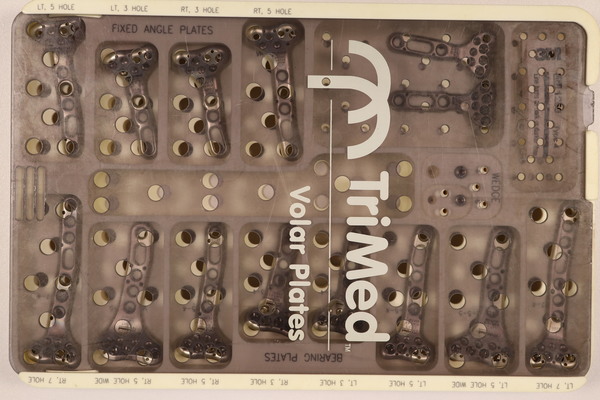 LT, 5 HOLE
LT, 3 HOLE
RT, 3 HOLE
RT, 5 HOLE
FIXED ANGLE PLATES
TriMed™
Volar Plates
WEDGE
BEARING PLATES
RT, 7 HOLE
RT, 5 HOLE WIDE
RT, 5 HOLE
RT, 3 HOLE
LT, 3 HOLE
LT, 5 HOLE
LT, 5 HOLE WIDE
LT, 7 HOLE